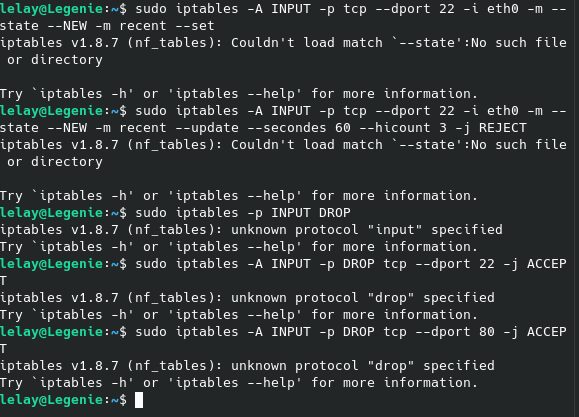 lelay@Legenie:~$ sudo iptables -A INPUT -p tcp --dport 22 -i eth0 -m --
state --NEW -m recent --set
iptables v1.8.7 (nf_tables): Couldn't load match `--state':No such file
 or directory

Try `iptables -h' or 'iptables --help' for more information.
lelay@Legenie:~$ sudo iptables -A INPUT -p tcp --dport 22 -i eth0 -m --
state --NEW -m recent --update --secondes 60 --hicount 3 -j REJECT
iptables v1.8.7 (nf_tables): Couldn't load match `--state':No such file
 or directory

Try `iptables -h' or 'iptables --help' for more information.
lelay@Legenie:~$ sudo iptables -p INPUT DROP
iptables v1.8.7 (nf_tables): unknown protocol "input" specified
Try `iptables -h' or 'iptables --help' for more information.
lelay@Legenie:~$ sudo iptables -A INPUT -p DROP tcp --dport 22 -j ACCEP
T
iptables v1.8.7 (nf_tables): unknown protocol "drop" specified
Try `iptables -h' or 'iptables --help' for more information.
lelay@Legenie:~$ sudo iptables -A INPUT -p DROP tcp --dport 80 -j ACCEP
T
iptables v1.8.7 (nf_tables): unknown protocol "drop" specified
Try `iptables -h' or 'iptables --help' for more information.
lelay@Legenie:~$